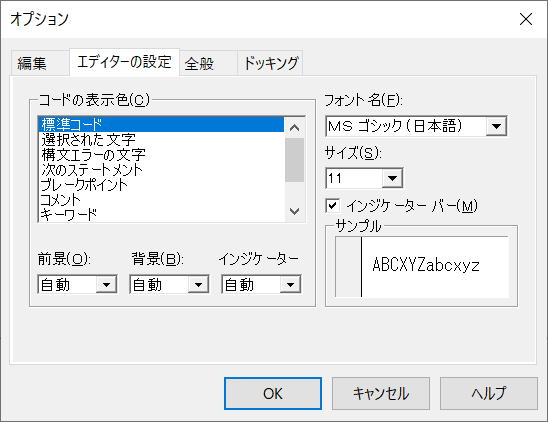 オプション
編集
エディターの設定
全般
ドッキング
コードの表示色(C)
標準コード
選択された文字
構文エラーの文字
次のステートメント
ブレークポイント
コメント
キーワード
前景(O):
背景(B):
インジケーター
自動
自動
自動
フォント名(F):
ＭＳ ゴシック (日本語)
サイズ(S):
11
インジケーター バー(M)
サンプル
ABCXYZabcxyz
OK
キャンセル
ヘルプ